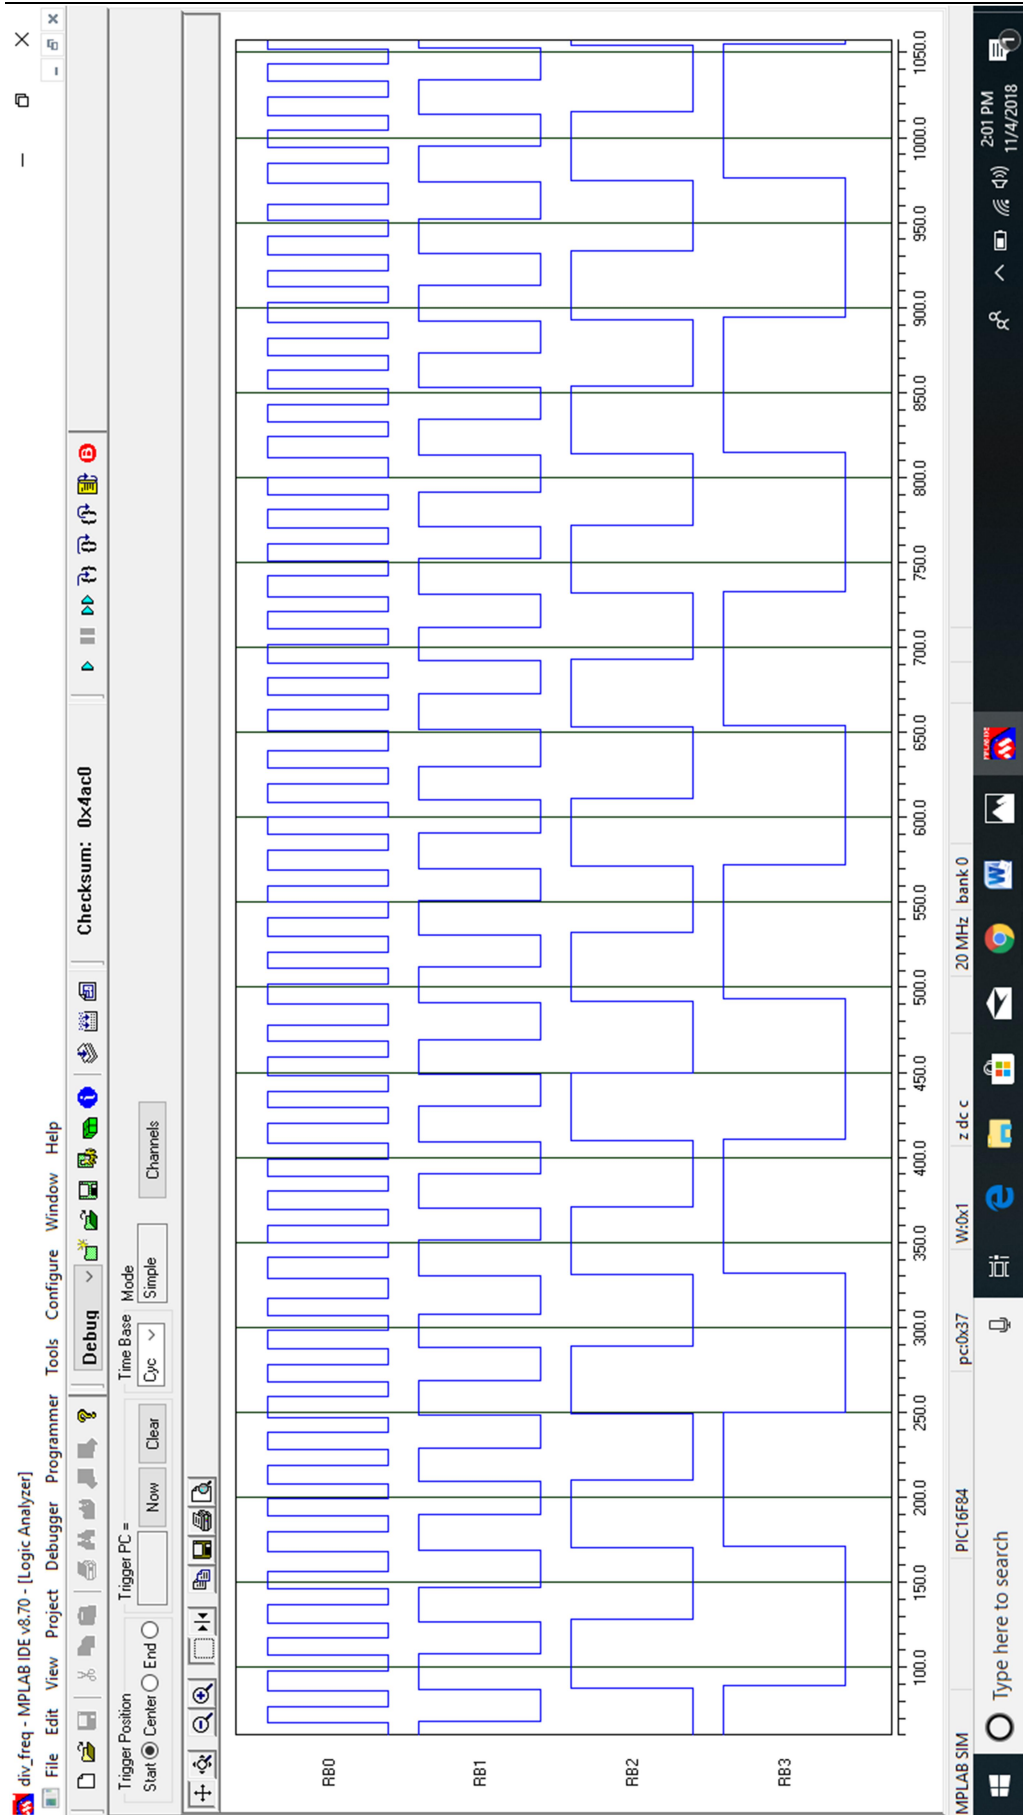 div_freq - MPLAB IDE v8.70 - [Logic Analyzer]
File Edit View Project Debugger Programmer Tools Configure Window Help
Debug Checksum: 0x4ac0
Trigger Position Trigger PC = Time Base Mode
Start Center End Now Clear Cyc Simple Channels
RB0
RB1
RB2
RB3
100.0 150.0 200.0 250.0 300.0 350.0 400.0 450.0 500.0 550.0 600.0 650.0 700.0 750.0 800.0 850.0 900.0 950.0 1000.0 1050.0
MPLAB SIM PIC16F84 pc:0x37 W:0x1 z dc c 20 MHz bank 0
Type here to search
2:01 PM
11/4/2018
1